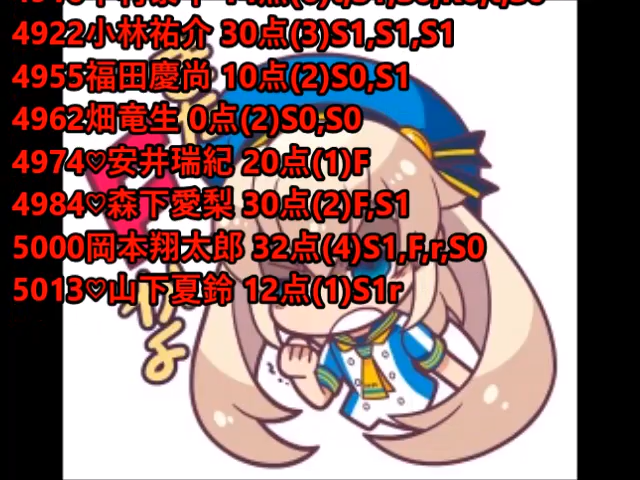 4922小林祐介 30点(3)S1,S1,S1
4955福田慶尚 10点(2)S0,S1
4962畑竜生 0点(2)S0,S0
4974♡安井瑞紀 20点(1)F
4984♡森下愛梨 30点(2)F,S1
5000岡本翔太郎 32点(4)S1,F,r,S0
5013♡山下夏鈴 12点(1)S1r